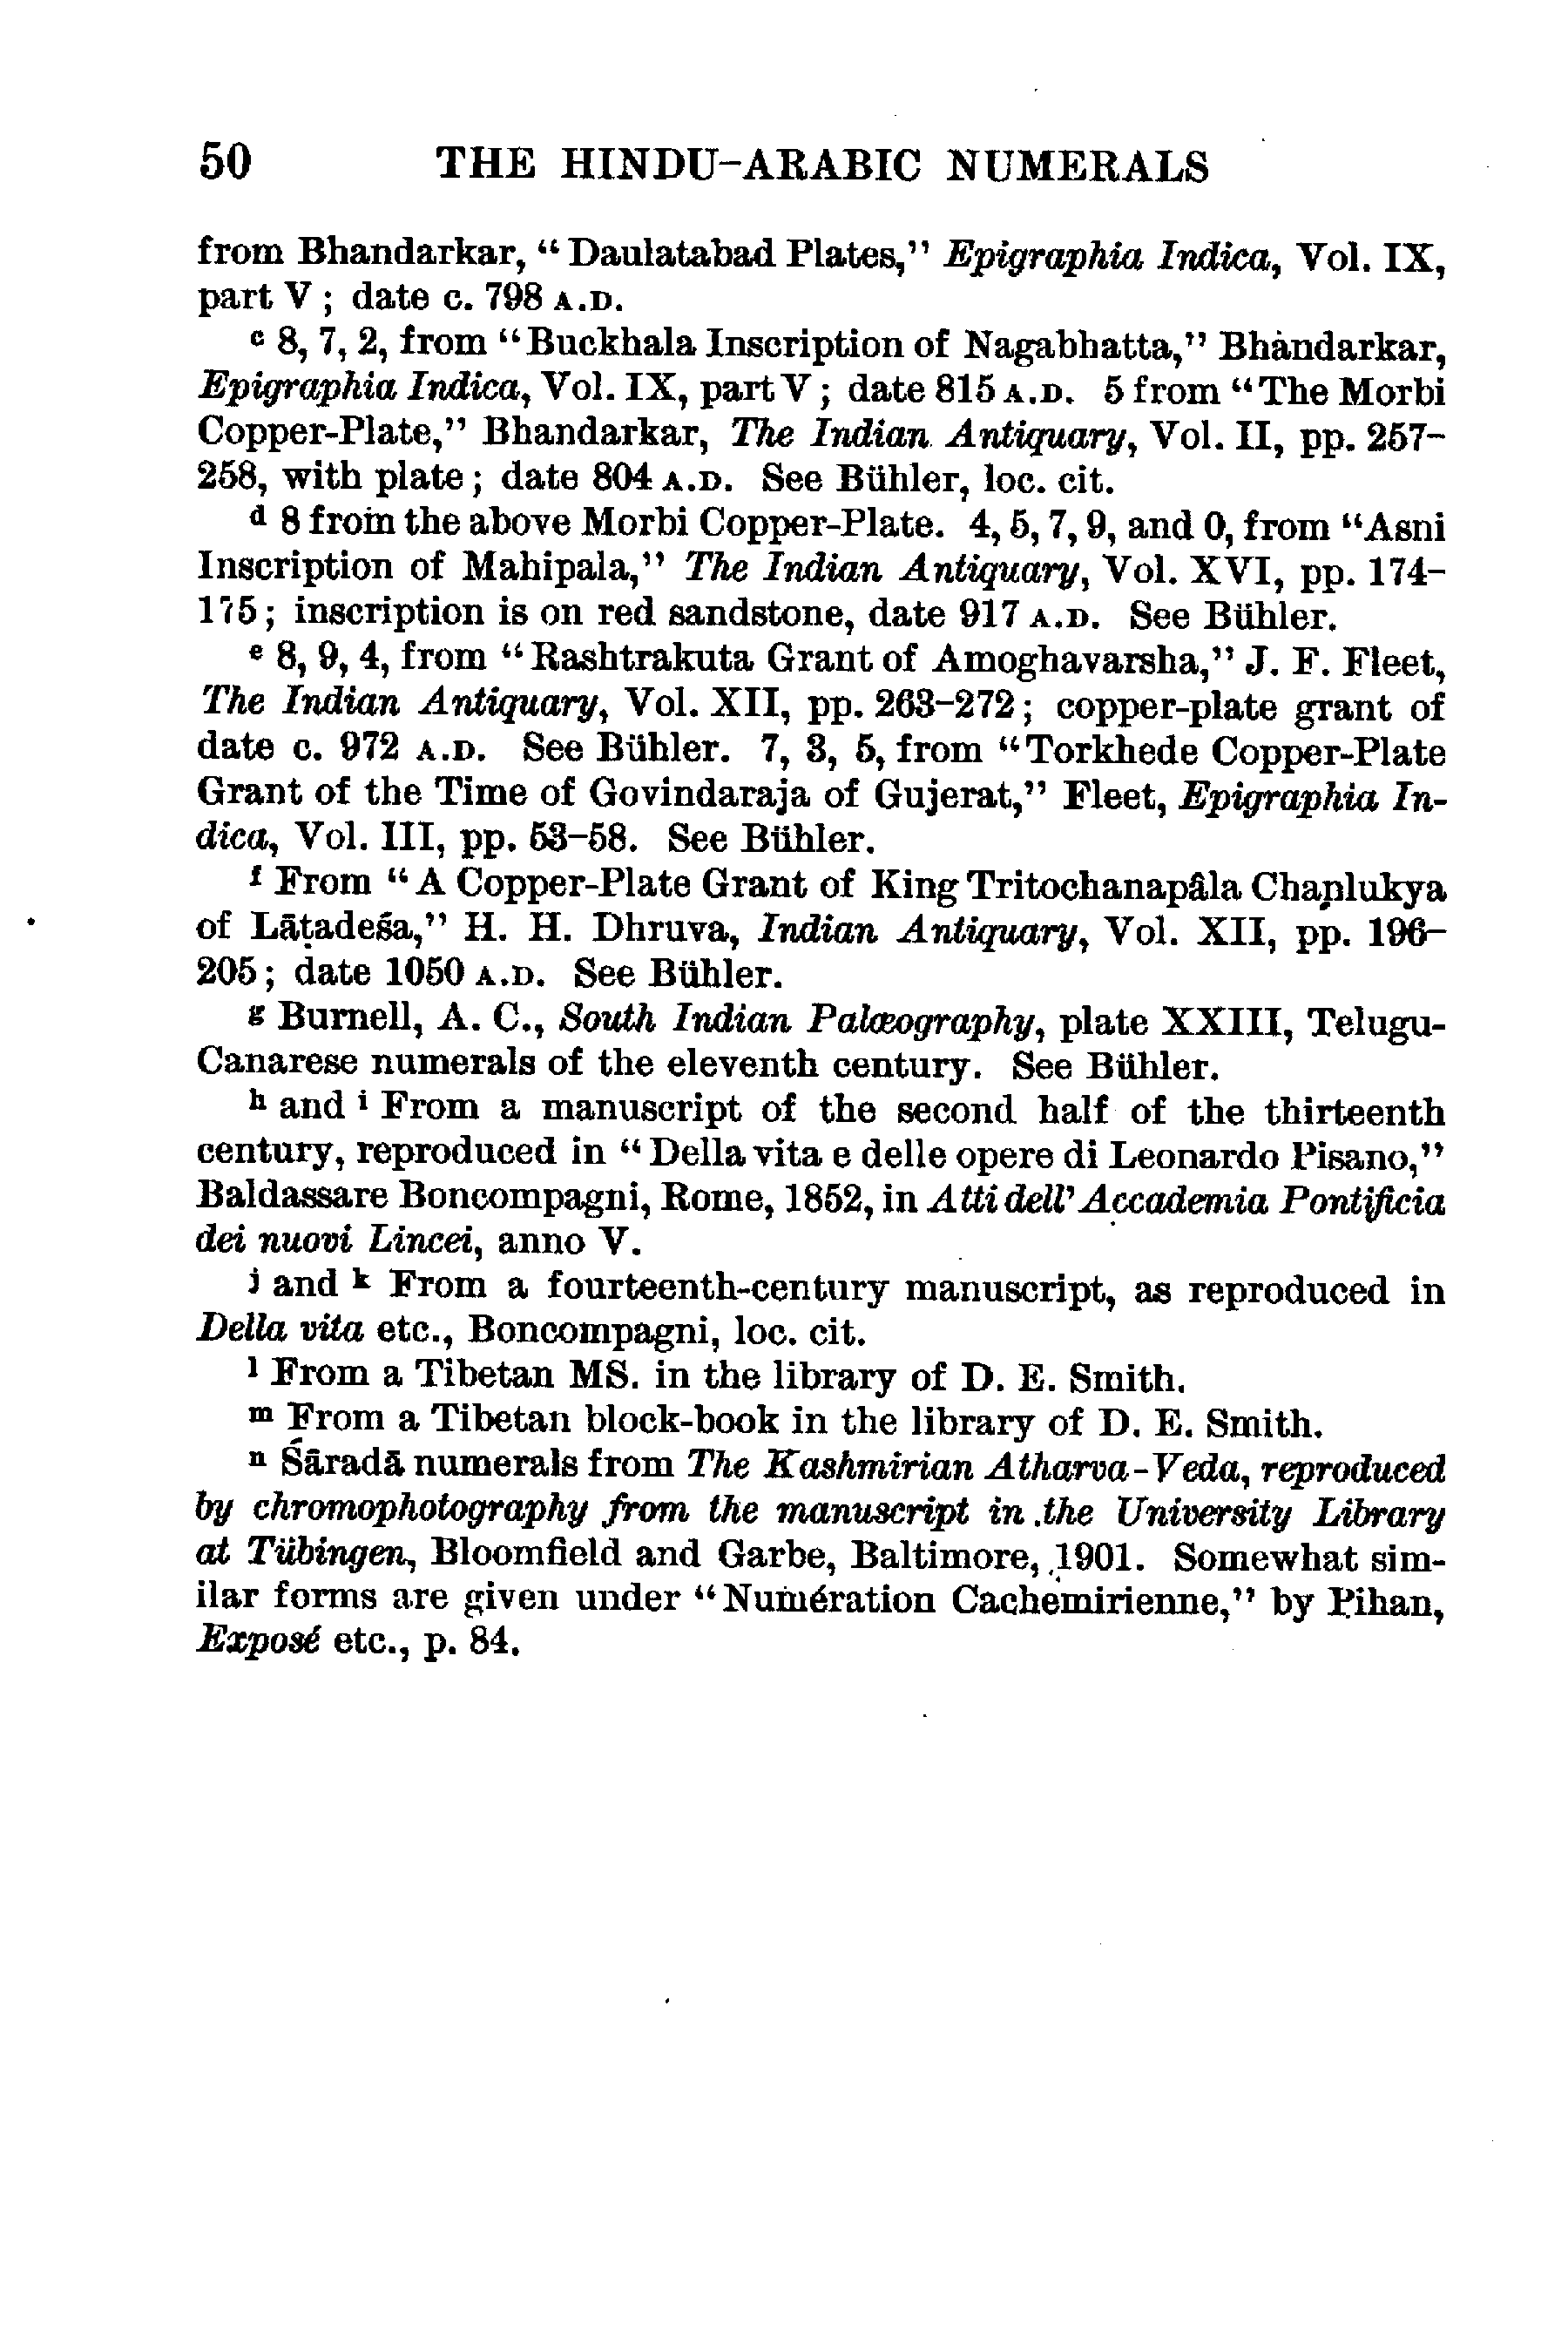 50 THE HINDU-ARABIC NUMERALS
from Bhandarkar, "Daulatabad Plates," Epigraphia Indica, Vol. IX,
part V; date c. 798 A.D.
c 8, 7, 2, from "Buckhala Inscription of Nagabhatta," Bhandarkar,
Epigraphia Indica, Vol. IX, part V; date 815 A.D. 5 from "The Morbi
Copper-Plate," Bhandarkar, The Indian Antiquary, Vol. II, pp. 257–
258, with plate; date 804 A.D. See Bühler, loc. cit.
d 8 from the above Morbi Copper-Plate. 4, 5, 7, 9, and 0, from "Asni
Inscription of Mahipala," The Indian Antiquary, Vol. XVI, pp. 174–
175; inscription is on red sandstone, date 917 A.D. See Bühler.
e 8, 9, 4, from "Rashtrakuta Grant of Amoghavarsha," J. F. Fleet,
The Indian Antiquary, Vol. XII, pp. 263–272; copper-plate grant of
date c. 972 A.D. See Bühler. 7, 3, 5, from "Torkhede Copper-Plate
Grant of the Time of Govindaraja of Gujerat," Fleet, Epigraphia In-
dica, Vol. III, pp. 53–58. See Bühler.
f From "A Copper-Plate Grant of King Tritochanapâla Chaṇlukya
of Lāṭadeśa," H. H. Dhruva, Indian Antiquary, Vol. XII, pp. 196–
205; date 1050 A.D. See Bühler.
g Burnell, A. C., South Indian Palæography, plate XXIII, Telugu-
Canarese numerals of the eleventh century. See Bühler.
h and i From a manuscript of the second half of the thirteenth
century, reproduced in "Della vita e delle opere di Leonardo Pisano,"
Baldassare Boncompagni, Rome, 1852, in Atti dell' Accademia Pontificia
dei nuovi Lincei, anno V.
j and k From a fourteenth-century manuscript, as reproduced in
Della vita etc., Boncompagni, loc. cit.
l From a Tibetan MS. in the library of D. E. Smith.
m From a Tibetan block-book in the library of D. E. Smith.
n Śāradā numerals from The Kashmirian Atharva-Veda, reproduced
by chromophotography from the manuscript in the University Library
at Tübingen, Bloomfield and Garbe, Baltimore, 1901. Somewhat sim-
ilar forms are given under "Numération Cachemirienne," by Pihan,
Exposé etc., p. 84.